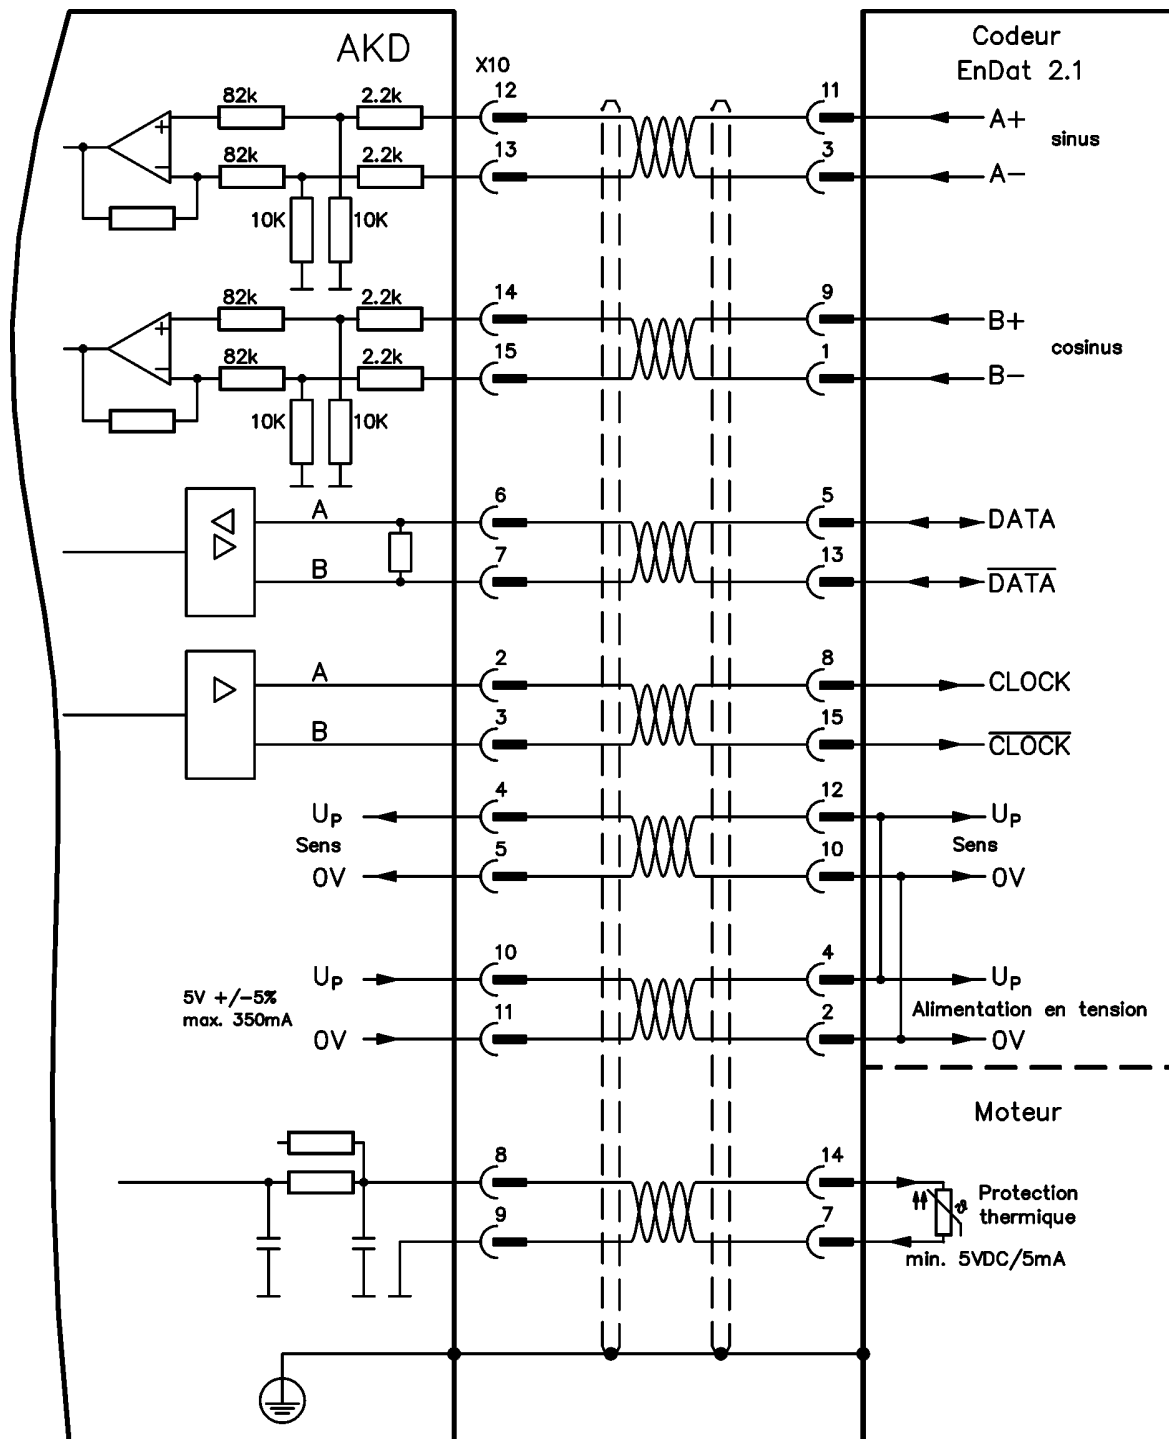 AKD
X10
Codeur
EnDat 2.1
82k 2.2k 12 11 A+
sinus
82k 2.2k 13 3 A−
10K 10K
82k 2.2k 14 9 B+
cosinus
82k 2.2k 15 1 B−
10K 10K
A 6 5 DATA
B 7 13 DATA
A 2 8 CLOCK
B 3 15 CLOCK
UP 4 12 UP
Sens Sens
0V 5 10 0V
UP 10 4 UP
5V +/−5%
max. 350mA
Alimentation en tension
0V 11 2 0V
Moteur
8 14
Protection
thermique
9 7
min. 5VDC/5mA